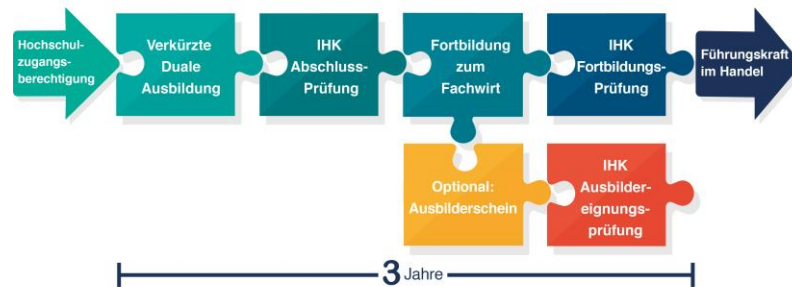 Hochschul-
zugangs-
berechtigung
Verkürzte
Duale
Ausbildung
IHK
Abschluss-
Prüfung
Fortbildung
zum
Fachwirt
IHK
Fortbildungs-
Prüfung
Führungskraft
im Handel
Optional:
Ausbilderschein
IHK
Ausbilder-
eignungs-
prüfung
3 Jahre